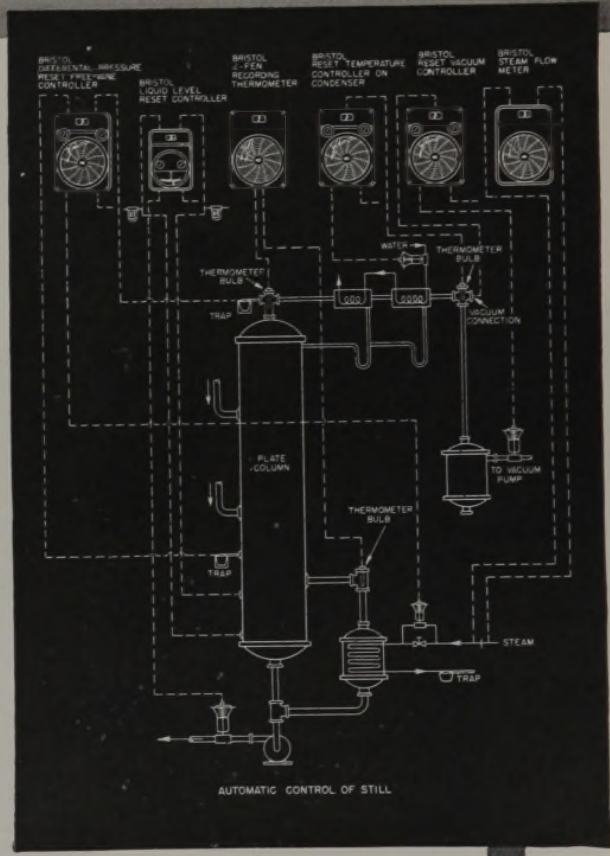 BRISTOL
DIFFERENTIAL PRESSURE
RESET FREE-VANE
CONTROLLER
BRISTOL
LIQUID LEVEL
RESET CONTROLLER
BRISTOL
2-PEN
RECORDING
THERMOMETER
BRISTOL
RESET TEMPERATURE
CONTROLLER ON
CONDENSER
BRISTOL
RESET VACUUM
CONTROLLER
BRISTOL
STEAM FLOW
METER
WATER
THERMOMETER
BULB
THERMOMETER
BULB
TRAP
VACUUM
CONNECTION
PLATE
COLUMN
TO VACUUM
PUMP
THERMOMETER
BULB
TRAP
STEAM
TRAP
AUTOMATIC CONTROL OF STILL